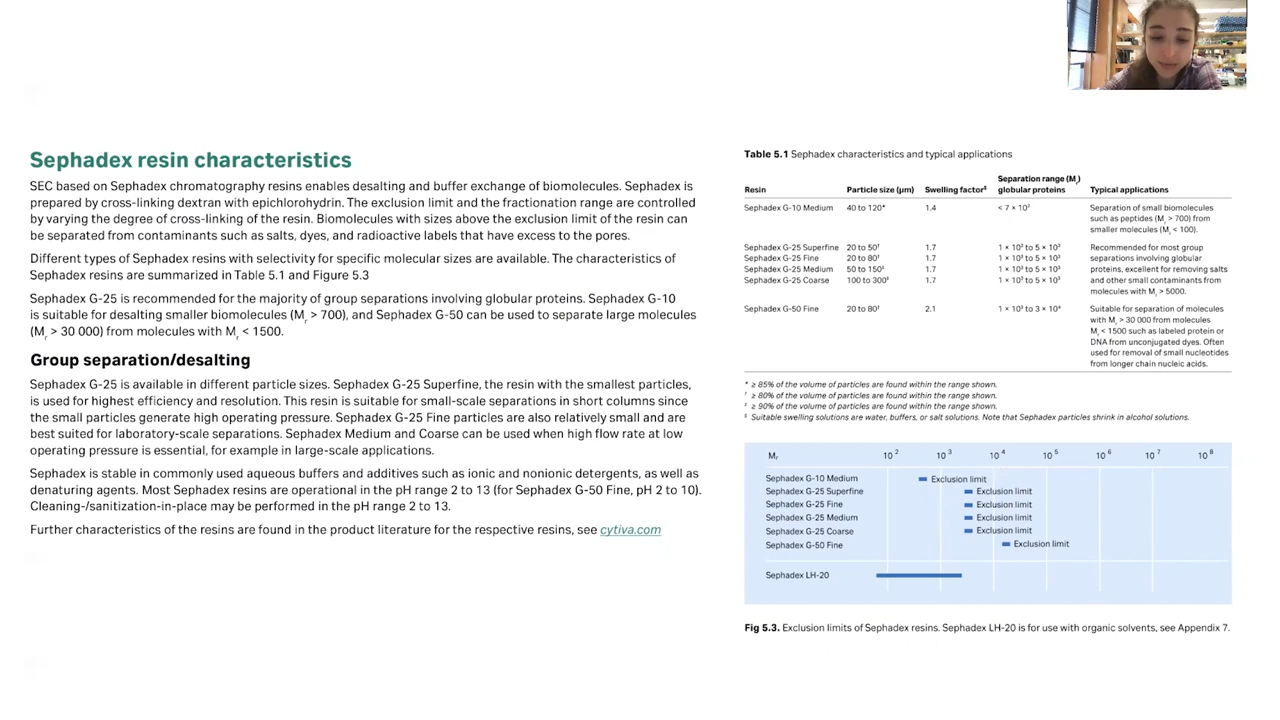 Sephadex resin characteristics
SEC based on Sephadex chromatography resins enables desalting and buffer exchange of biomolecules. Sephadex is
prepared by cross-linking dextran with epichlorohydrin. The exclusion limit and the fractionation range are controlled
by varying the degree of cross-linking of the resin. Biomolecules with sizes above the exclusion limit of the resin can
be separated from contaminants such as salts, dyes, and radioactive labels that have excess to the pores.
Different types of Sephadex resins with selectivity for specific molecular sizes are available. The characteristics of
Sephadex resins are summarized in Table 5.1 and Figure 5.3
Sephadex G-25 is recommended for the majority of group separations involving globular proteins. Sephadex G-10
is suitable for desalting smaller biomolecules (Mr > 700), and Sephadex G-50 can be used to separate large molecules
(Mr > 30 000) from molecules with Mr < 1500.
Group separation/desalting
Sephadex G-25 is available in different particle sizes. Sephadex G-25 Superfine, the resin with the smallest particles,
is used for highest efficiency and resolution. This resin is suitable for small-scale separations in short columns since
the small particles generate high operating pressure. Sephadex G-25 Fine particles are also relatively small and are
best suited for laboratory-scale separations. Sephadex Medium and Coarse can be used when high flow rate at low
operating pressure is essential, for example in large-scale applications.
Sephadex is stable in commonly used aqueous buffers and additives such as ionic and nonionic detergents, as well as
denaturing agents. Most Sephadex resins are operational in the pH range 2 to 13 (for Sephadex G-50 Fine, pH 2 to 10).
Cleaning-/sanitization-in-place may be performed in the pH range 2 to 13.
Further characteristics of the resins are found in the product literature for the respective resins, see cytiva.com
Table 5.1 Sephadex characteristics and typical applications
Separation range (Mr)
Resin Particle size (µm) Swelling factor§ globular proteins Typical applications
Sephadex G-10 Medium 40 to 120* 1.4 < 7 × 10² Separation of small biomolecules
such as peptides (Mr > 700) from
smaller molecules (Mr < 100).
Sephadex G-25 Superfine 20 to 50† 1.7 1 × 10³ to 5 × 10³ Recommended for most group
Sephadex G-25 Fine 20 to 80† 1.7 1 × 10³ to 5 × 10³ separations involving globular
Sephadex G-25 Medium 50 to 150‡ 1.7 1 × 10³ to 5 × 10³ proteins, excellent for removing salts
Sephadex G-25 Coarse 100 to 300‡ 1.7 1 × 10³ to 5 × 10³ and other small contaminants from
molecules with Mr > 5000.
Sephadex G-50 Fine 20 to 80† 2.1 1 × 10³ to 3 × 10⁴ Suitable for separation of molecules
with Mr > 30 000 from molecules
Mr < 1500 such as labeled protein or
DNA from unconjugated dyes. Often
used for removal of small nucleotides
from longer chain nucleic acids.
* ≥ 85% of the volume of particles are found within the range shown.
† ≥ 80% of the volume of particles are found within the range shown.
‡ ≥ 90% of the volume of particles are found within the range shown.
§ Suitable swelling solutions are water, buffers, or salt solutions. Note that Sephadex particles shrink in alcohol solutions.
Mr 10² 10³ 10⁴ 10⁵ 10⁶ 10⁷ 10⁸
Sephadex G-10 Medium Exclusion limit
Sephadex G-25 Superfine Exclusion limit
Sephadex G-25 Fine Exclusion limit
Sephadex G-25 Medium Exclusion limit
Sephadex G-25 Coarse Exclusion limit
Sephadex G-50 Fine Exclusion limit
Sephadex LH-20
Fig 5.3. Exclusion limits of Sephadex resins. Sephadex LH-20 is for use with organic solvents, see Appendix 7.